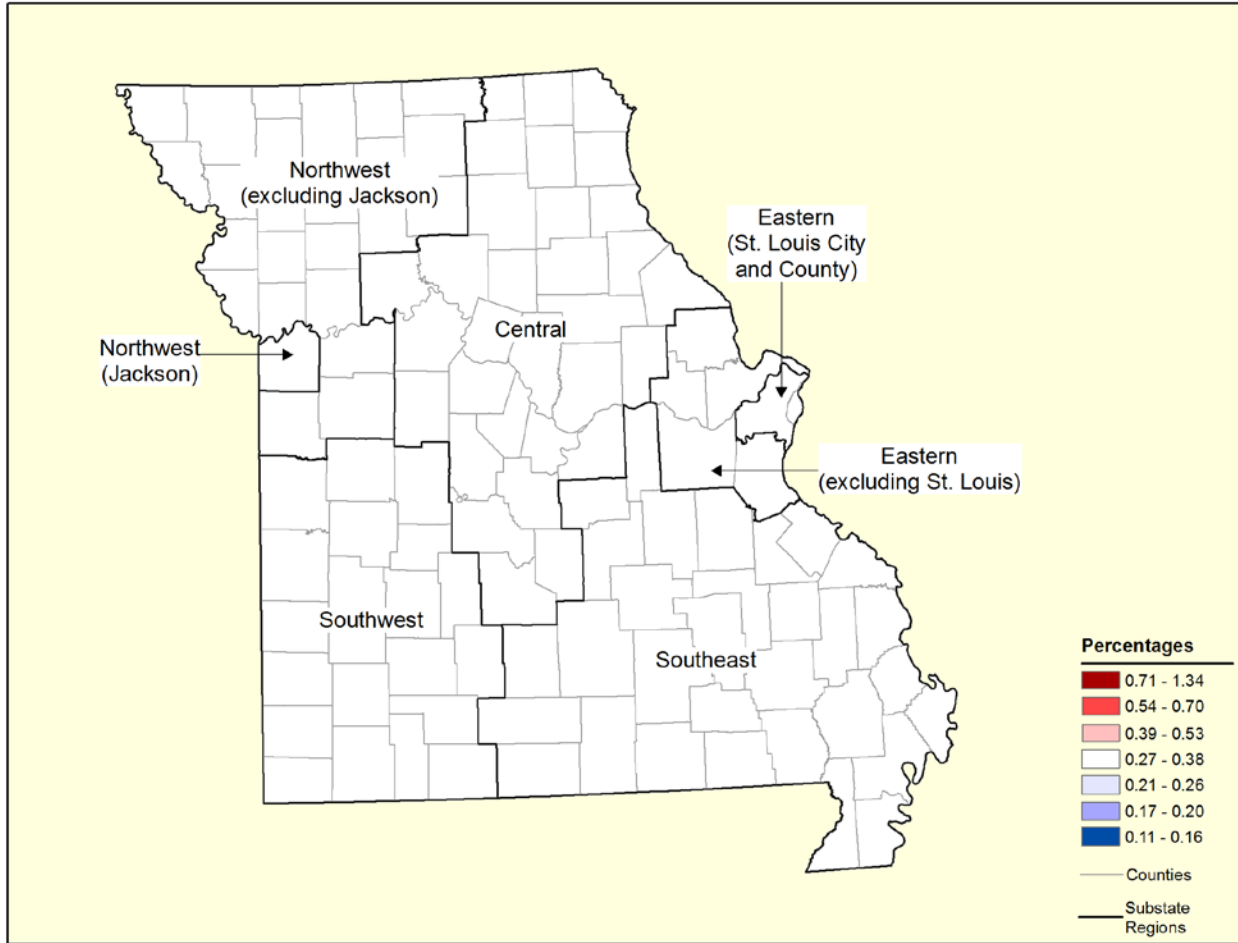 Northwest
(excluding Jackson)
Eastern
(St. Louis City
and County)
Central
Northwest
(Jackson)
Eastern
(excluding St. Louis)
Southwest
Southeast
Percentages
0.71 - 1.34
0.54 - 0.70
0.39 - 0.53
0.27 - 0.38
0.21 - 0.26
0.17 - 0.20
0.11 - 0.16
Counties
Substate
Regions